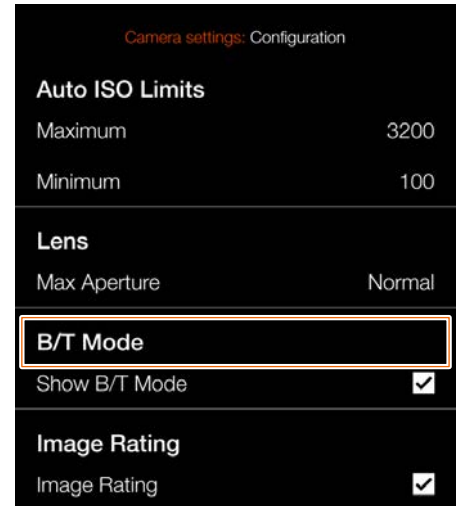 Camera settings: Configuration
Auto ISO Limits
Maximum 3200
Minimum 100
Lens
Max Aperture Normal
B/T Mode
Show B/T Mode
Image Rating
Image Rating